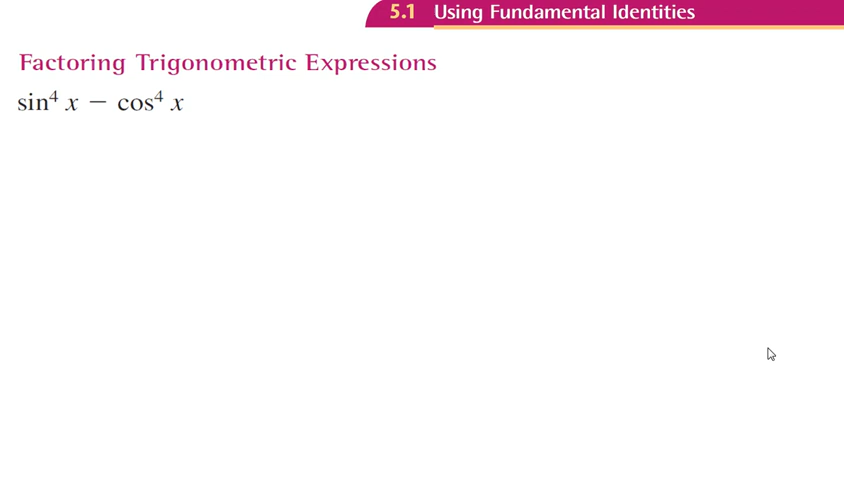 5.1 Using Fundamental Identities
Factoring Trigonometric Expressions
sin⁴ x − cos⁴ x